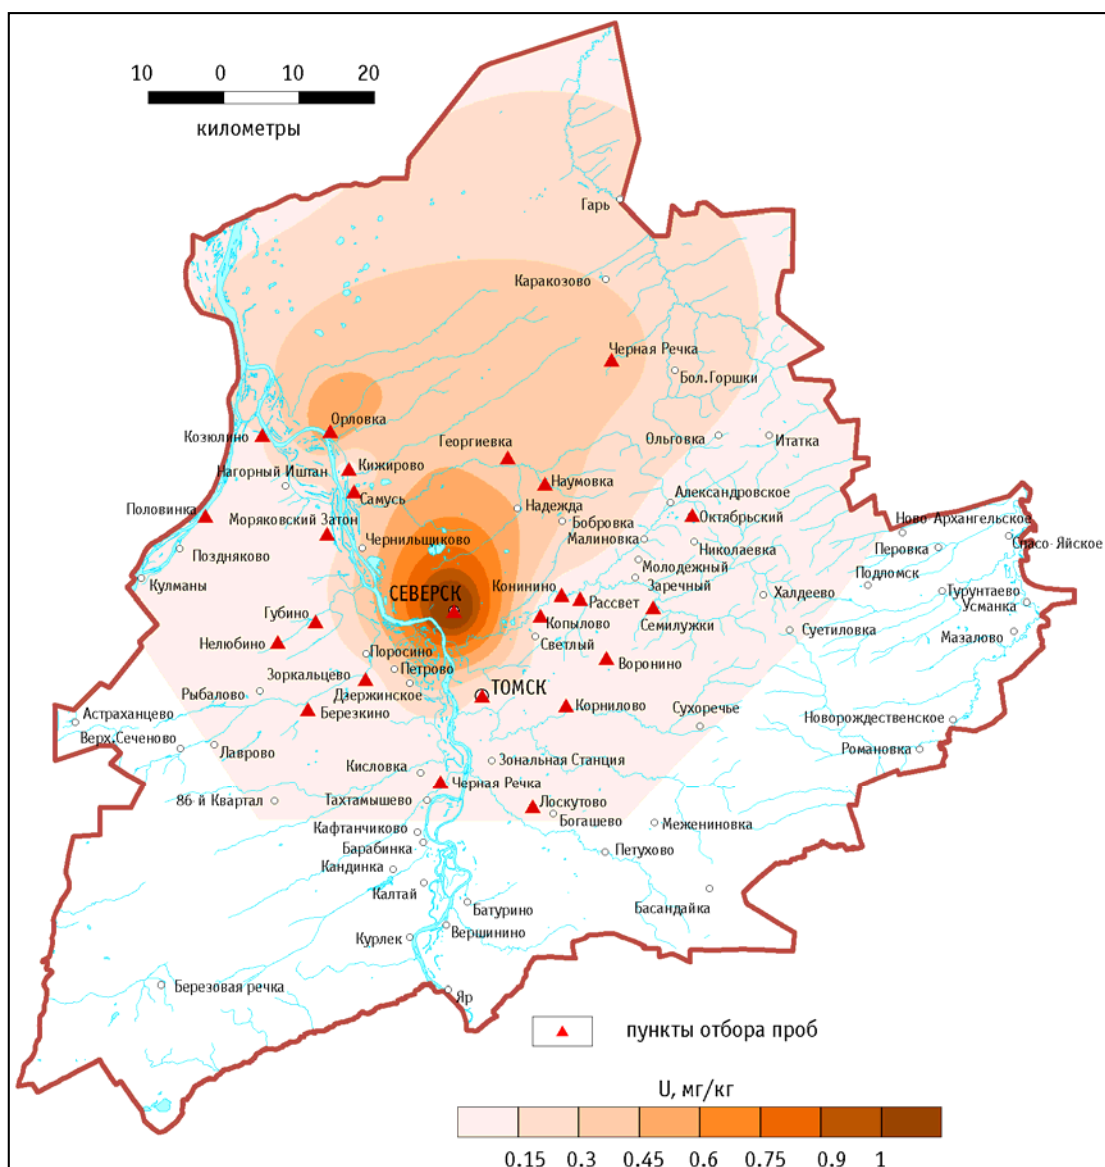 10 0 10 20
километры
Гарь
Каракозово
Черная Речка
Бол.Горшки
Орловка
Козюлино
Георгиевка
Ольговка
Итатка
Нагорный Иштан
Кижирово
Наумовка
Самусь
Александровское
Половинка
Надежда
Моряковский Затон
Октябрьский
Бобровка
Ново-Архангельское
Чернильщиково
Малиновка
Спасо-Яйское
Поздняково
Николаевка
Перовка
Молодежный
Кулманы
Заречный
Подломск
СЕВЕРСК
Конинино
Халдеево
Турунтаево
Рассвет
Усманка
Губино
Копылово
Семилужки
Суетиловка
Мазалово
Нелюбино
Светлый
Поросино
Воронино
Петрово
Зоркальцево
Рыбалово
Дзержинское
ТОМСК
Астраханцево
Березкино
Корнилово
Сухоречье
Новорождественское
Верх.Сеченово
Лаврово
Романовка
Кисловка
Зональная Станция
Черная Речка
86-й Квартал
Тахтамышево
Лоскутово
Богашево
Кафтанчиково
Межениновка
Барабинка
Петухово
Кандинка
Калтай
Басандайка
Батурино
Курлек
Вершинино
Березовая речка
Яр
пункты отбора проб
U, мг/кг
0.15 0.3 0.45 0.6 0.75 0.9 1